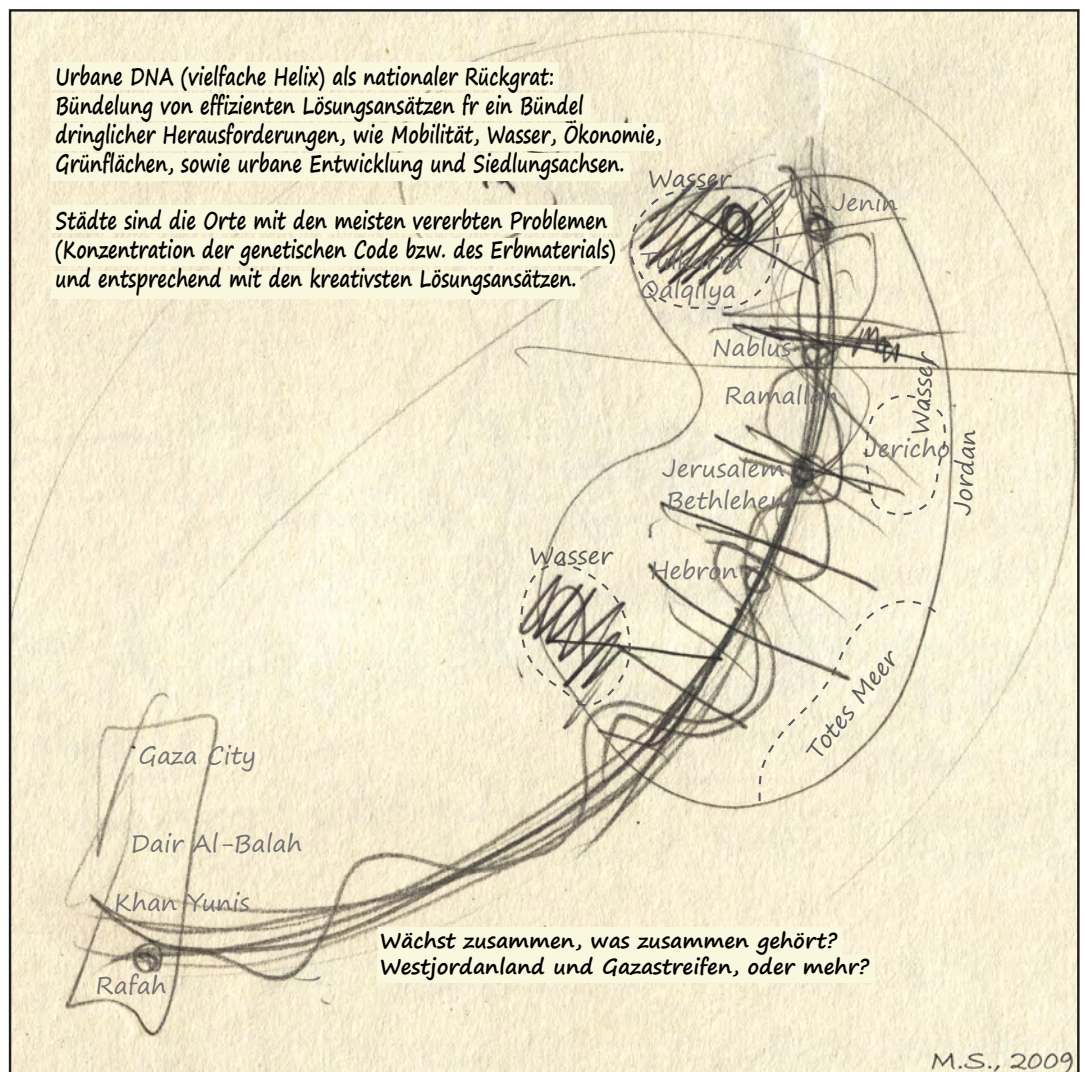 Urbane DNA (vielfache Helix) als nationaler Rückgrat:
Bündelung von effizienten Lösungsansätzen fr ein Bündel
dringlicher Herausforderungen, wie Mobilität, Wasser, Ökonomie,
Grünflächen, sowie urbane Entwicklung und Siedlungsachsen.
Städte sind die Orte mit den meisten vererbten Problemen
(Konzentration der genetischen Code bzw. des Erbmaterials)
und entsprechend mit den kreativsten Lösungsansätzen.
Wasser
Jenin
Tulkarm
Qalqilya
Nablus
Ramallah
Wasser
Jericho
Jordan
Jerusalem
Bethlehem
Wasser
Hebron
Totes Meer
Gaza City
Dair Al-Balah
Khan Yunis
Rafah
Wächst zusammen, was zusammen gehört?
Westjordanland und Gazastreifen, oder mehr?
M.S., 2009